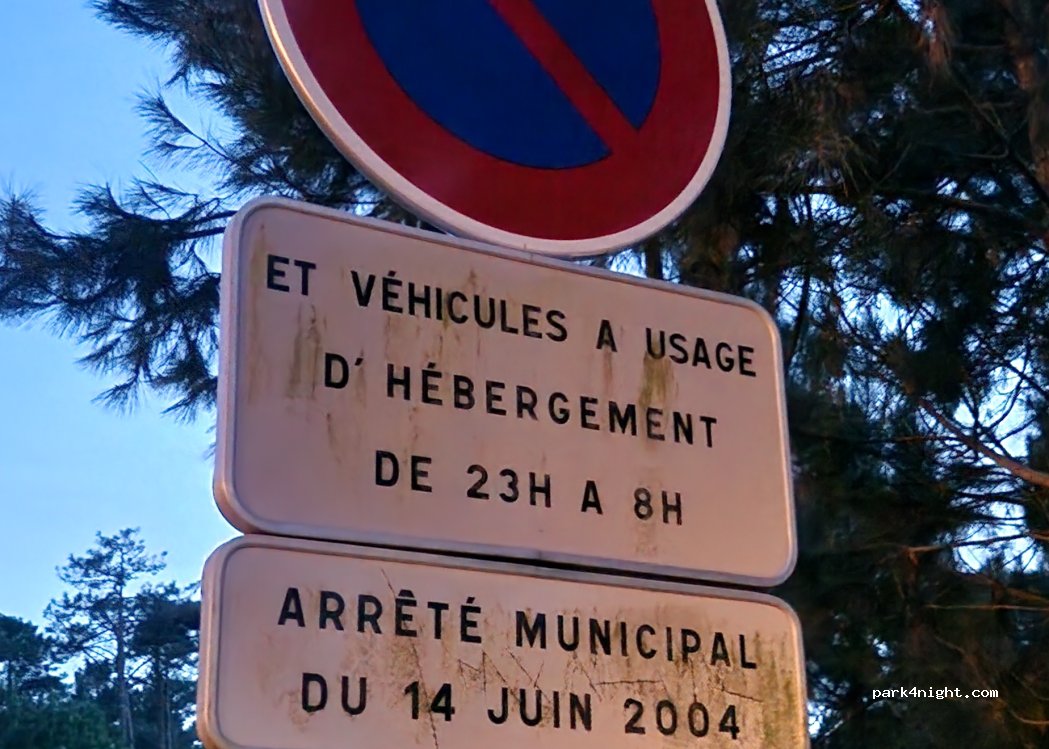 ET VÉHICULES A USAGE
D' HÉBERGEMENT
DE 23H A 8H
ARRÊTÉ MUNICIPAL
DU 14 JUIN 2004
park4night.com